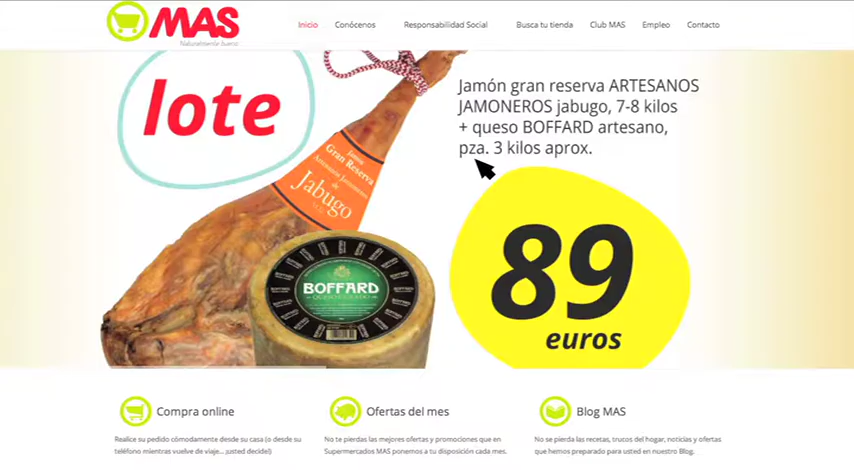 MAS
Naturalmente bueno
Inicio
Conócenos
Responsabilidad Social
Busca tu tienda
Club MAS
Empleo
Contacto
lote
Jamón gran reserva ARTESANOS
JAMONEROS jabugo, 7-8 kilos
+ queso BOFFARD artesano,
pza. 3 kilos aprox.
Jamón
Gran Reserva
Artesanos Jamoneros
de
Jabugo
BOFFARD
89
euros
Compra online
Realice su pedido cómodamente desde su casa (o desde su
teléfono mientras vuelve de viaje... ¡usted decide!)
Ofertas del mes
No te pierdas las mejores ofertas y promociones que en
Supermercados MAS ponemos a tu disposición cada mes.
Blog MAS
No se pierda las recetas, trucos del hogar, noticias y ofertas
que hemos preparado para usted en nuestro Blog.